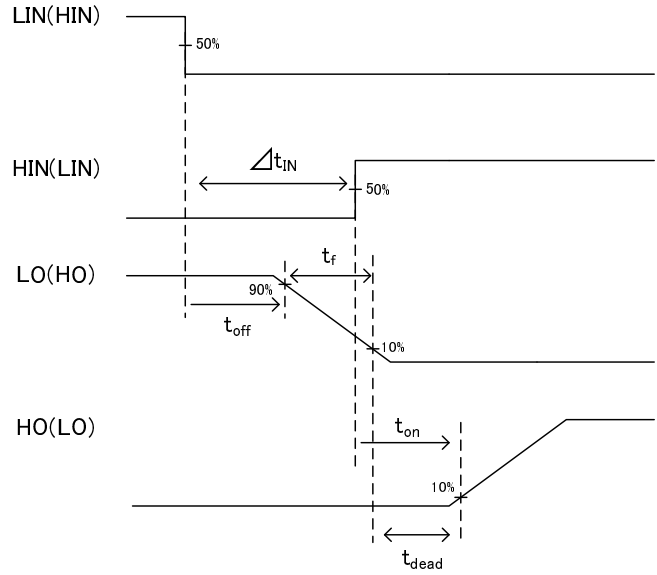 LIN(HIN)
50%
⊿tIN
HIN(LIN)
50%
tf
LO(HO)
90%
toff
10%
HO(LO)
ton
10%
tdead